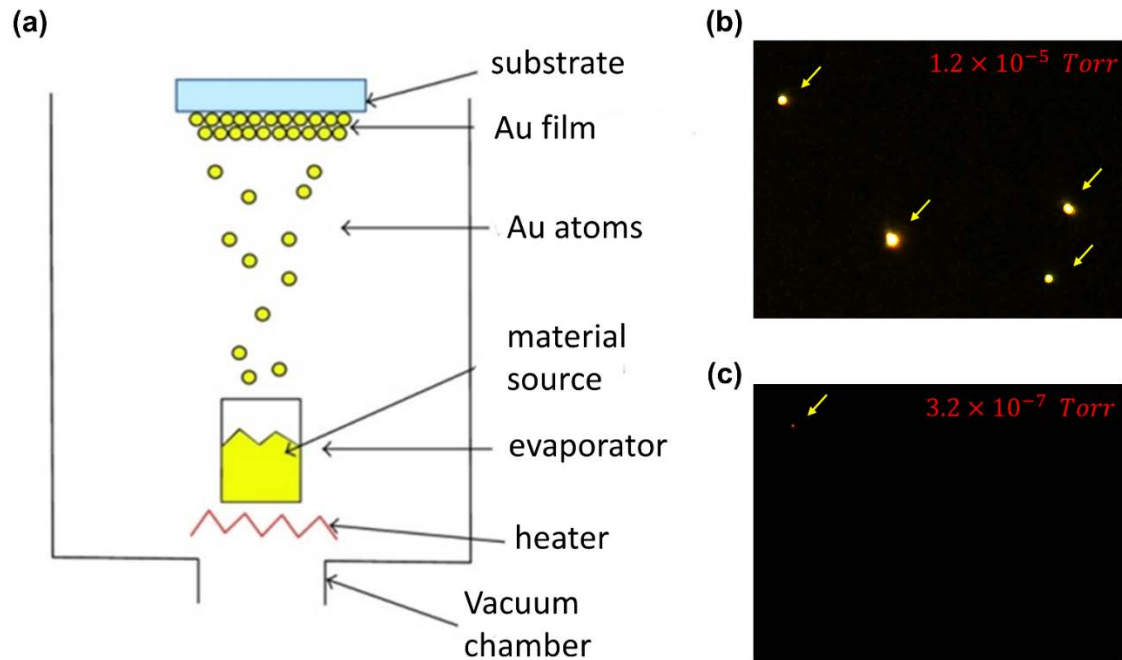 (a)
substrate
Au film
Au atoms
material
source
evaporator
heater
Vacuum
chamber
(b)
1.2 × 10⁻⁵ Torr
(c)
3.2 × 10⁻⁷ Torr